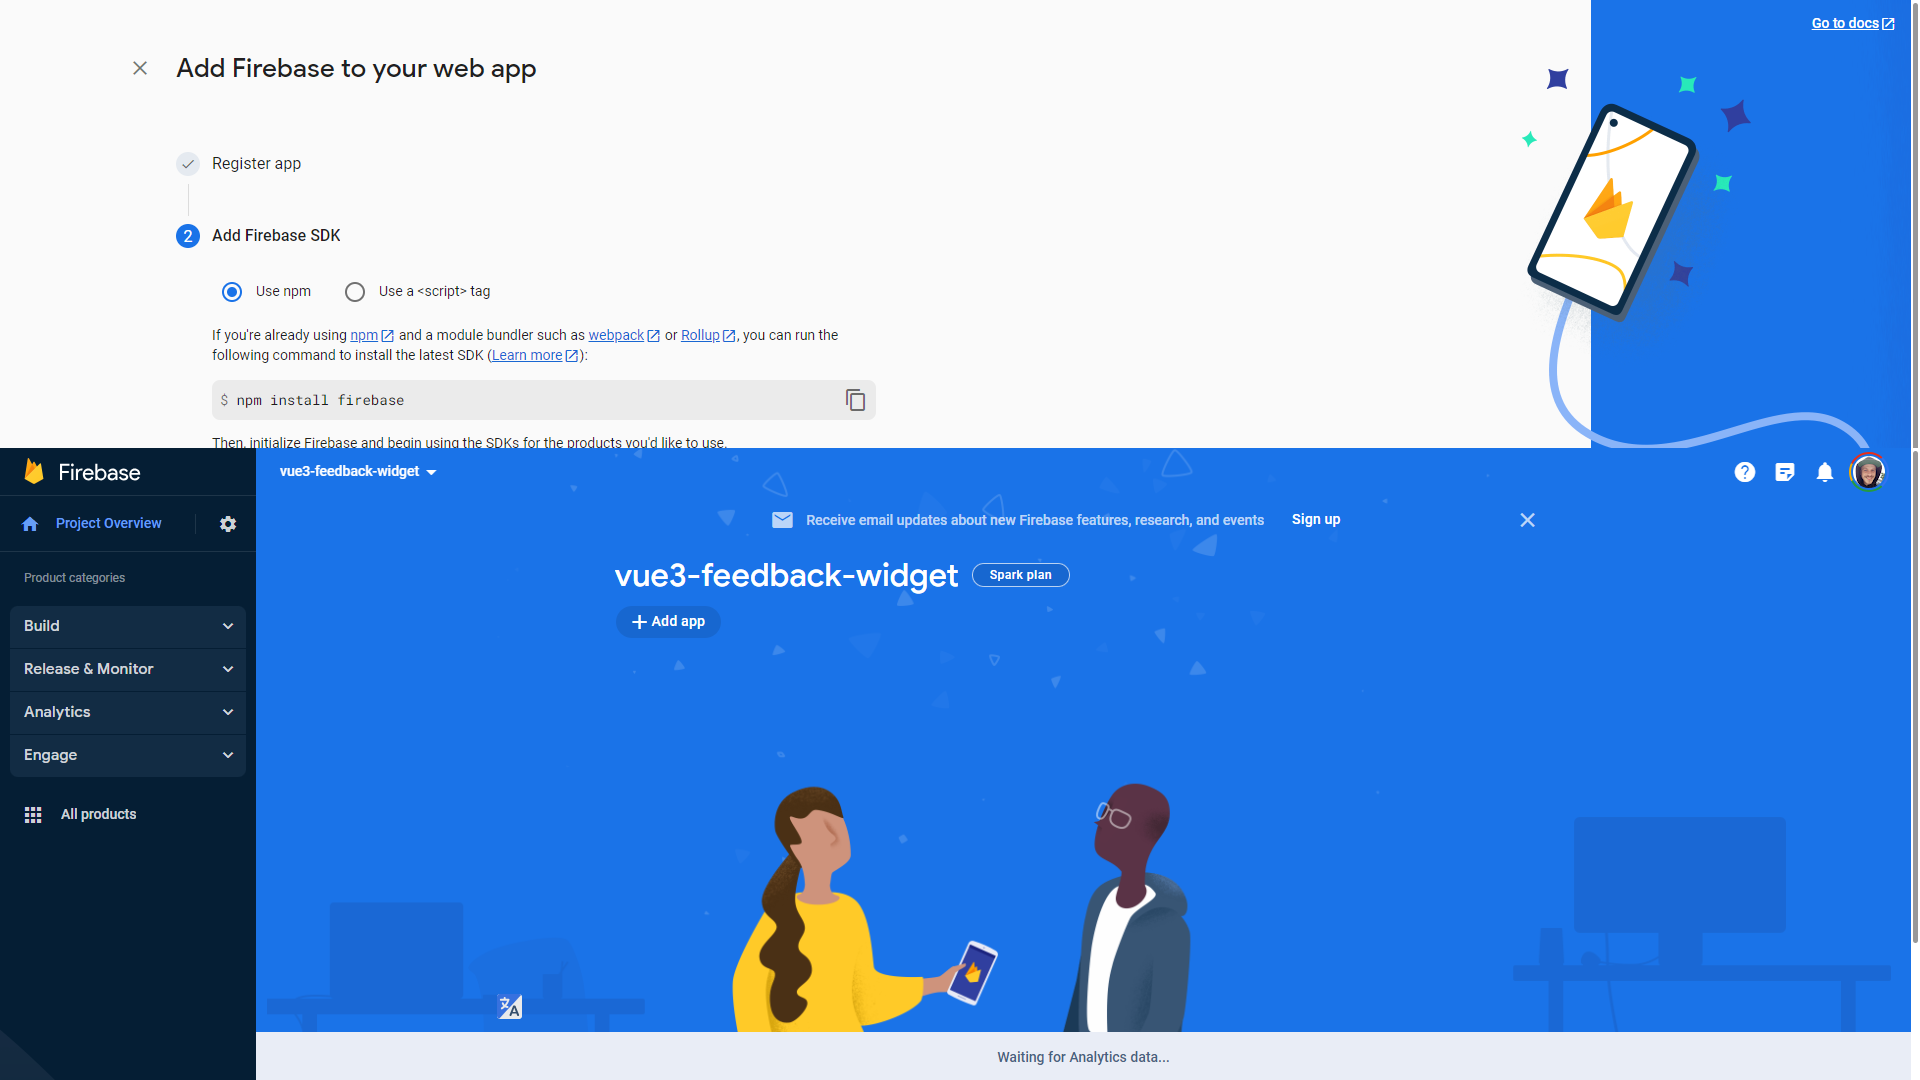 Go to docs
Add Firebase to your web app
Register app
2 Add Firebase SDK
Use npm Use a <script> tag
If you're already using npm and a module bundler such as webpack or Rollup, you can run the
following command to install the latest SDK (Learn more):
$ npm install firebase
Then, initialize Firebase and begin using the SDKs for the products you'd like to use.
Firebase
vue3-feedback-widget
Project Overview
Receive email updates about new Firebase features, research, and events Sign up
Product categories
vue3-feedback-widget Spark plan
Build
+ Add app
Release & Monitor
Analytics
Engage
All products
Waiting for Analytics data...